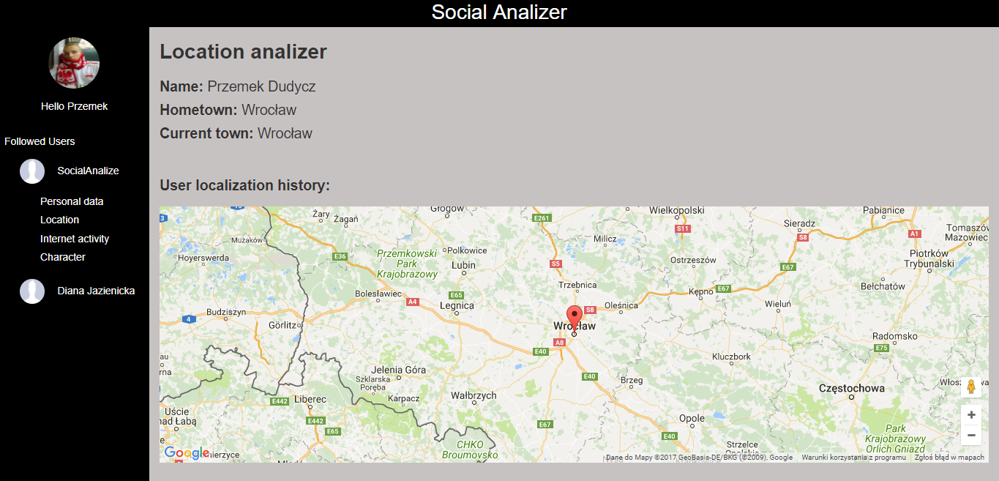 Social Analizer
Hello Przemek
Followed Users
SocialAnalize
Personal data
Location
Internet activity
Character
Diana Jazienicka
Location analizer
Name: Przemek Dudycz
Hometown: Wrocław
Current town: Wrocław
User localization history:
3
Żary
Żagań
Głogów
E261
Wielkopolski
S11
Pabianice
Sieradz
S8
A1
Tomaszów
Mazowiec
Mużaków
Hoyerswerda
E36
Przemkowski
Park
Krajobrazowy
Polkowice
Lubin
Milicz
S5
Ostrzeszów
E67
Piotrków
Trybunalski
Bolesławiec
A4
E65
Legnica
Trzebnica
S8
Oleśnica
Kępno
E67
Wieluń
Bełchatów
4
Budziszyn
Görlitz
Wrocław
A8
E40
Radomsko
E75
Kluczbork
Jelenia Góra
Szklarska
Poręba
Karpacz
Wałbrzych
E40
Brzeg
Częstochowa
E442
Liberec
Uście
nad Łabą
E442
E65
E67
Opole
E40
CHKO
Broumovsko
Strzelce
Park
Krajobrazowy
Orlich Gniazd
+
−
Google
Dane do Mapy ©2017 GeoBasis-DE/BKG (©2009), Google
Warunki korzystania z programu
Zgłoś błąd w mapach